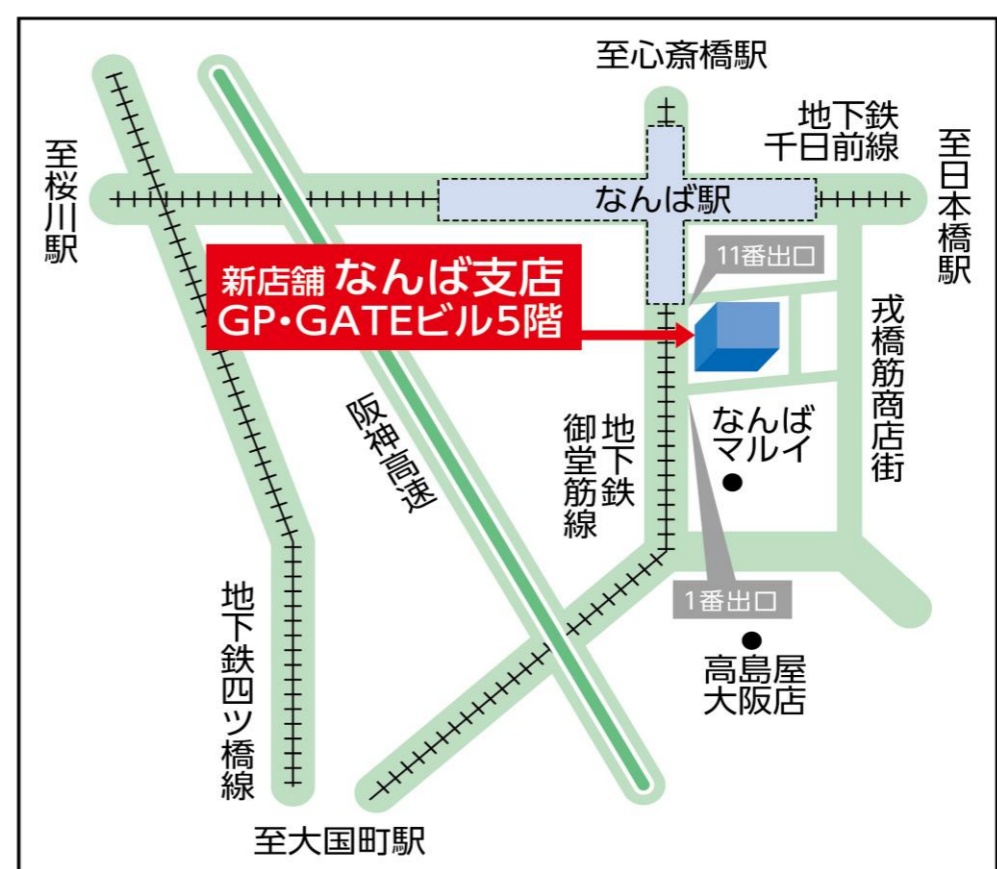 至心斎橋駅
地下鉄
千日前線
至日本橋駅
至桜川駅
なんば駅
11番出口
新店舗 なんば支店
GP・GATEビル5階
戎橋筋商店街
阪神高速
地下鉄
御堂筋線
なんば
マルイ
1番出口
高島屋
大阪店
地下鉄四ツ橋線
至大国町駅